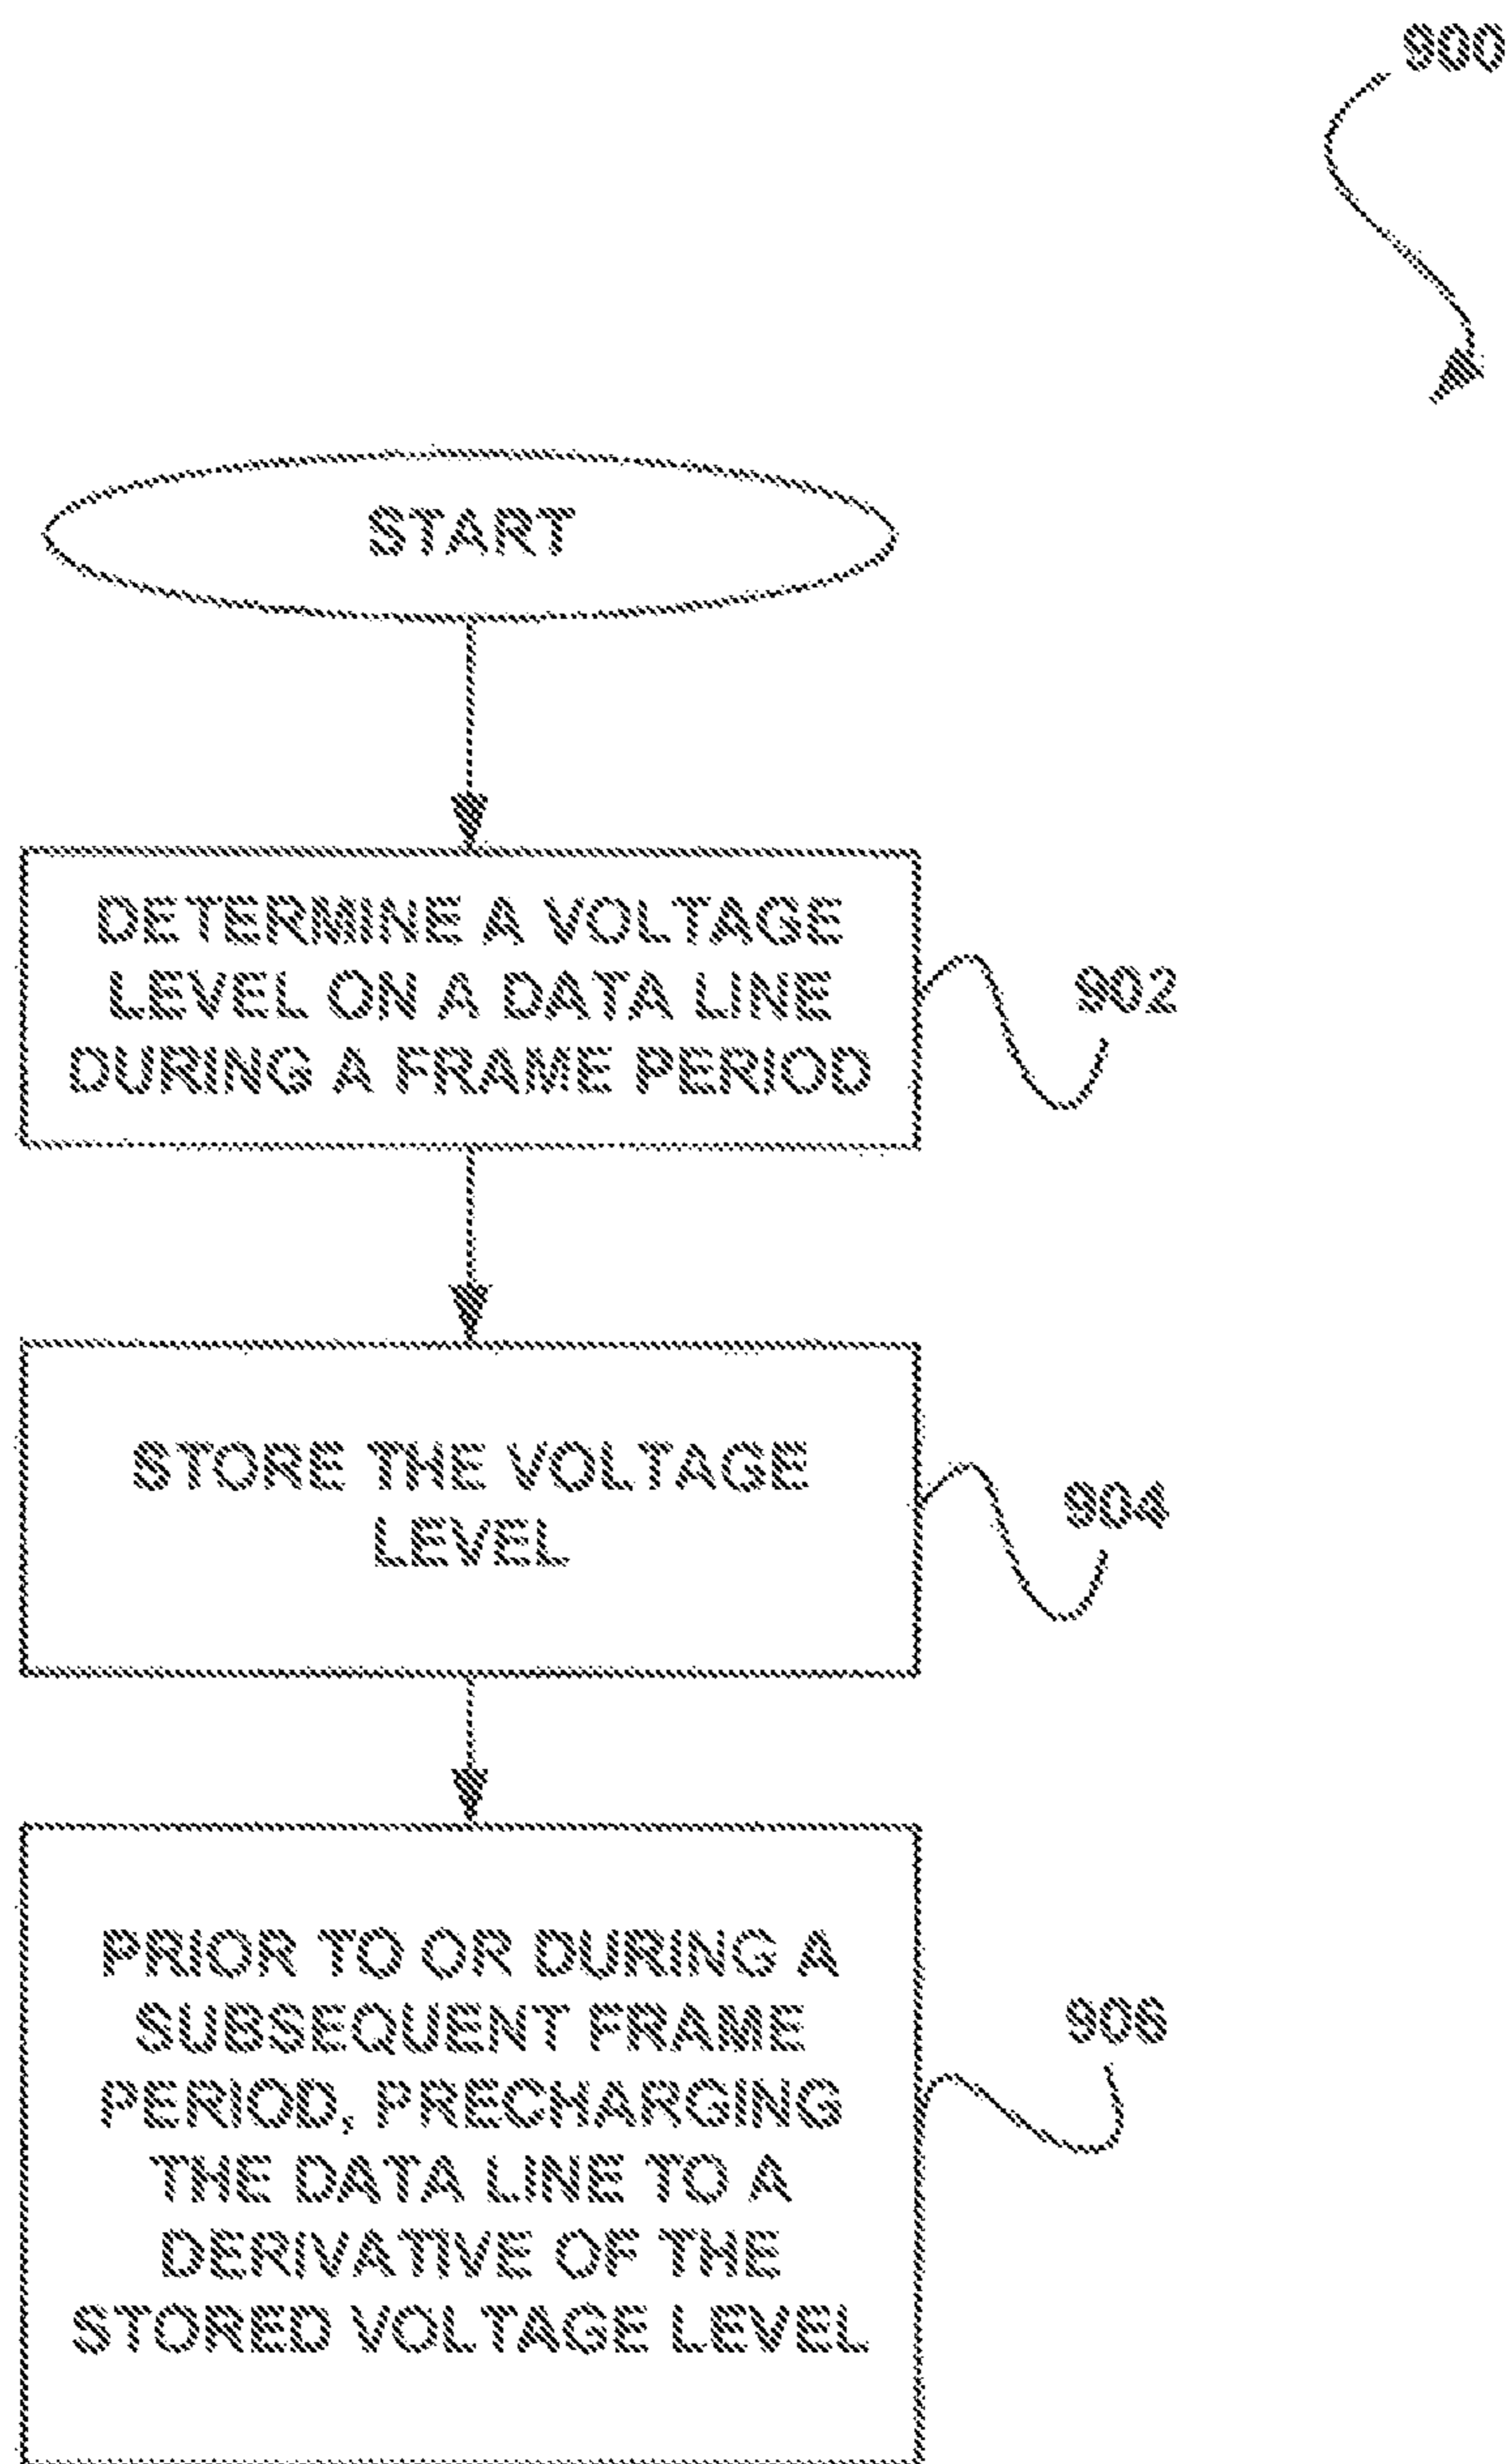 900
START
DETERMINE A VOLTAGE
LEVEL ON A DATA LINE
DURING A FRAME PERIOD
902
STORE THE VOLTAGE
LEVEL
904
PRIOR TO OR DURING A
SUBSEQUENT FRAME
PERIOD, PRECHARGING
THE DATA LINE TO A
DERIVATIVE OF THE
STORED VOLTAGE LEVEL
906